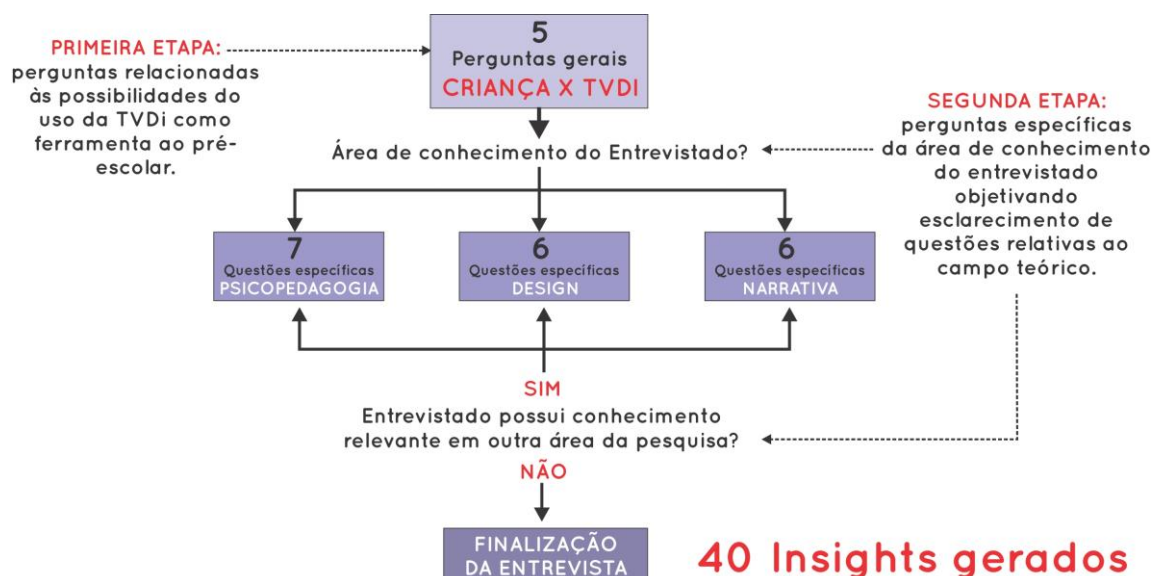 5
Perguntas gerais
CRIANÇA X TVDI
PRIMEIRA ETAPA:
perguntas relacionadas
às possibilidades do
uso da TVDi como
ferramenta ao pré-
escolar.
SEGUNDA ETAPA:
perguntas específicas
da área de conhecimento
do entrevistado
objetivando
esclarecimento de
questões relativas ao
campo teórico.
Área de conhecimento do Entrevistado?
7
Questões específicas
PSICOPEDAGOGIA
6
Questões específicas
DESIGN
6
Questões específicas
NARRATIVA
SIM
Entrevistado possui conhecimento
relevante em outra área da pesquisa?
NÃO
FINALIZAÇÃO
DA ENTREVISTA
40 Insights gerados